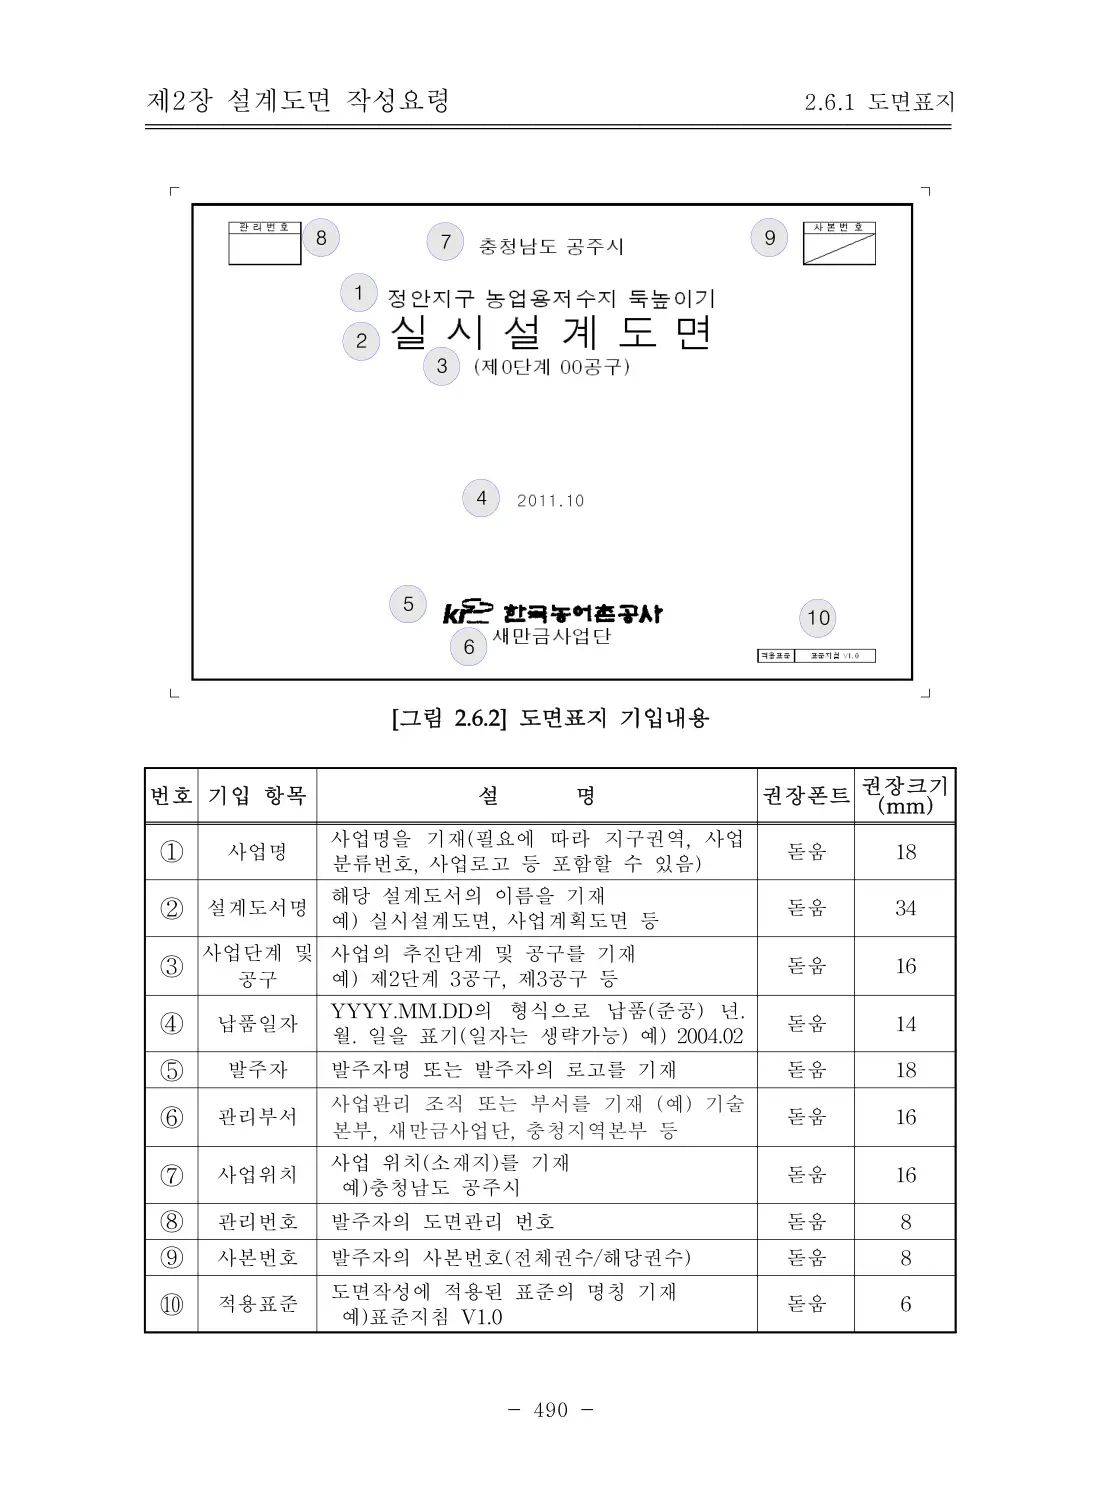 제2장 설계도면 작성요령
2.6.1 도면표지
관리번호
8
7
충청남도 공주시
9
사본번호
1
정안지구 농업용저수지 둑높이기
2
실시설계도면
3
(제0단계 00공구)
4
2011.10
5
한국농어촌공사
6
새만금사업단
10
적용표준 표준지침 V1.0
[그림 2.6.2] 도면표지 기입내용
번호 기입 항목 설 명 권장폰트 권장크기
(mm)
① 사업명 사업명을 기재(필요에 따라 지구권역, 사업
분류번호, 사업로고 등 포함할 수 있음) 돋움 18
② 설계도서명 해당 설계도서의 이름을 기재
예) 실시설계도면, 사업계획도면 등 돋움 34
③ 사업단계 및
공구 사업의 추진단계 및 공구를 기재
예) 제2단계 3공구, 제3공구 등 돋움 16
④ 납품일자 YYYY.MM.DD의 형식으로 납품(준공) 년.
월. 일을 표기(일자는 생략가능) 예) 2004.02 돋움 14
⑤ 발주자 발주자명 또는 발주자의 로고를 기재 돋움 18
⑥ 관리부서 사업관리 조직 또는 부서를 기재 (예) 기술
본부, 새만금사업단, 충청지역본부 등 돋움 16
⑦ 사업위치 사업 위치(소재지)를 기재
예)충청남도 공주시 돋움 16
⑧ 관리번호 발주자의 도면관리 번호 돋움 8
⑨ 사본번호 발주자의 사본번호(전체권수/해당권수) 돋움 8
⑩ 적용표준 도면작성에 적용된 표준의 명칭 기재
예)표준지침 V1.0 돋움 6
- 490 -